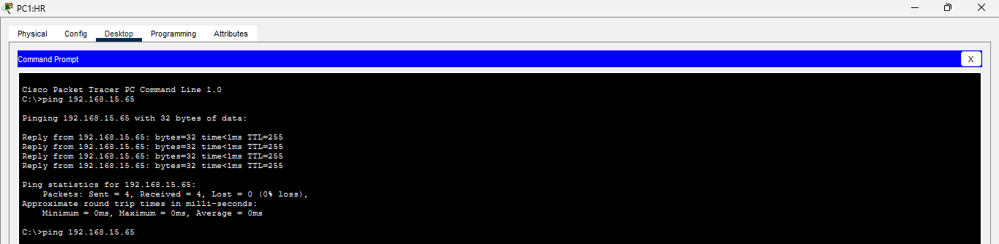 PC1:HR
Physical Config Desktop Programming Attributes
Command Prompt X
Cisco Packet Tracer PC Command Line 1.0
C:\>ping 192.168.15.65
Pinging 192.168.15.65 with 32 bytes of data:
Reply from 192.168.15.65: bytes=32 time<1ms TTL=255
Reply from 192.168.15.65: bytes=32 time<1ms TTL=255
Reply from 192.168.15.65: bytes=32 time<1ms TTL=255
Reply from 192.168.15.65: bytes=32 time<1ms TTL=255
Ping statistics for 192.168.15.65:
Packets: Sent = 4, Received = 4, Lost = 0 (0% loss),
Approximate round trip times in milli-seconds:
Minimum = 0ms, Maximum = 0ms, Average = 0ms
C:\>ping 192.168.15.65